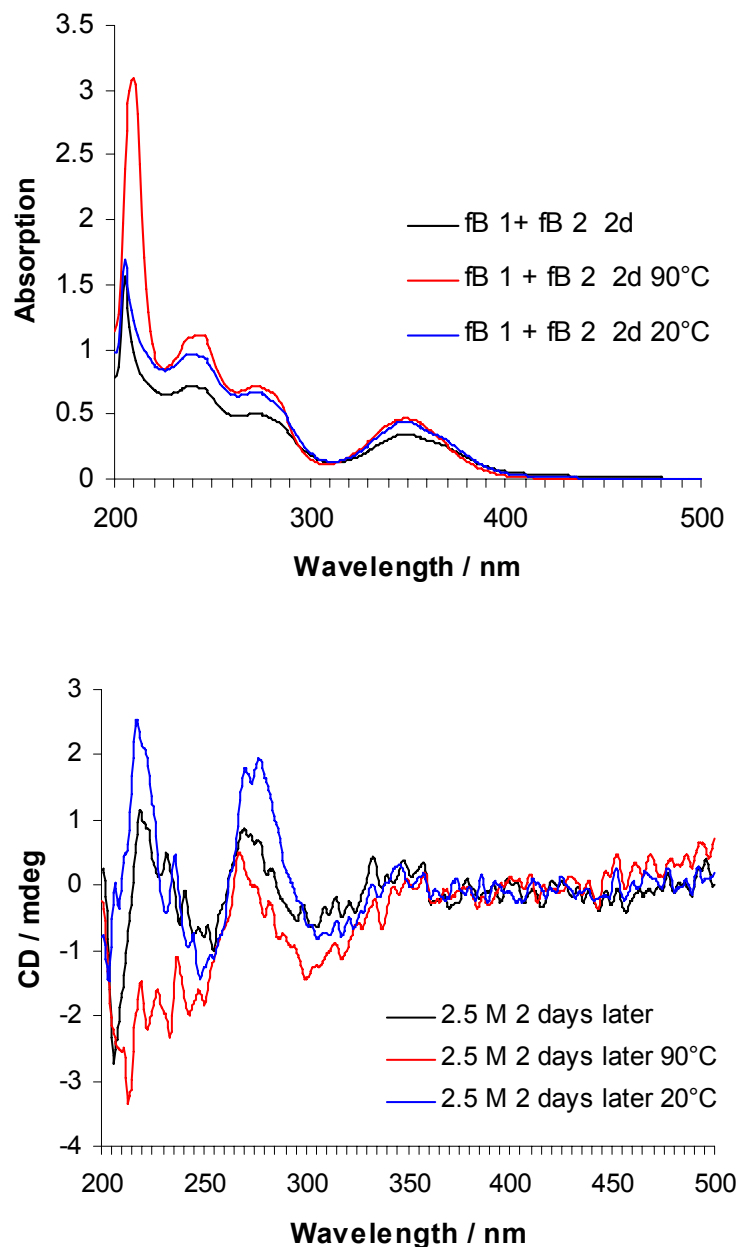 3.5
3
2.5
2
1.5
1
0.5
0
Absorption
fB 1+ fB 2  2d
fB 1 + fB 2  2d 90°C
fB 1 + fB 2  2d 20°C
200 300 400 500
Wavelength / nm
3
2
1
0
-1
-2
-3
-4
CD / mdeg
2.5 M 2 days later
2.5 M 2 days later 90°C
2.5 M 2 days later 20°C
200 250 300 350 400 450 500
Wavelength / nm